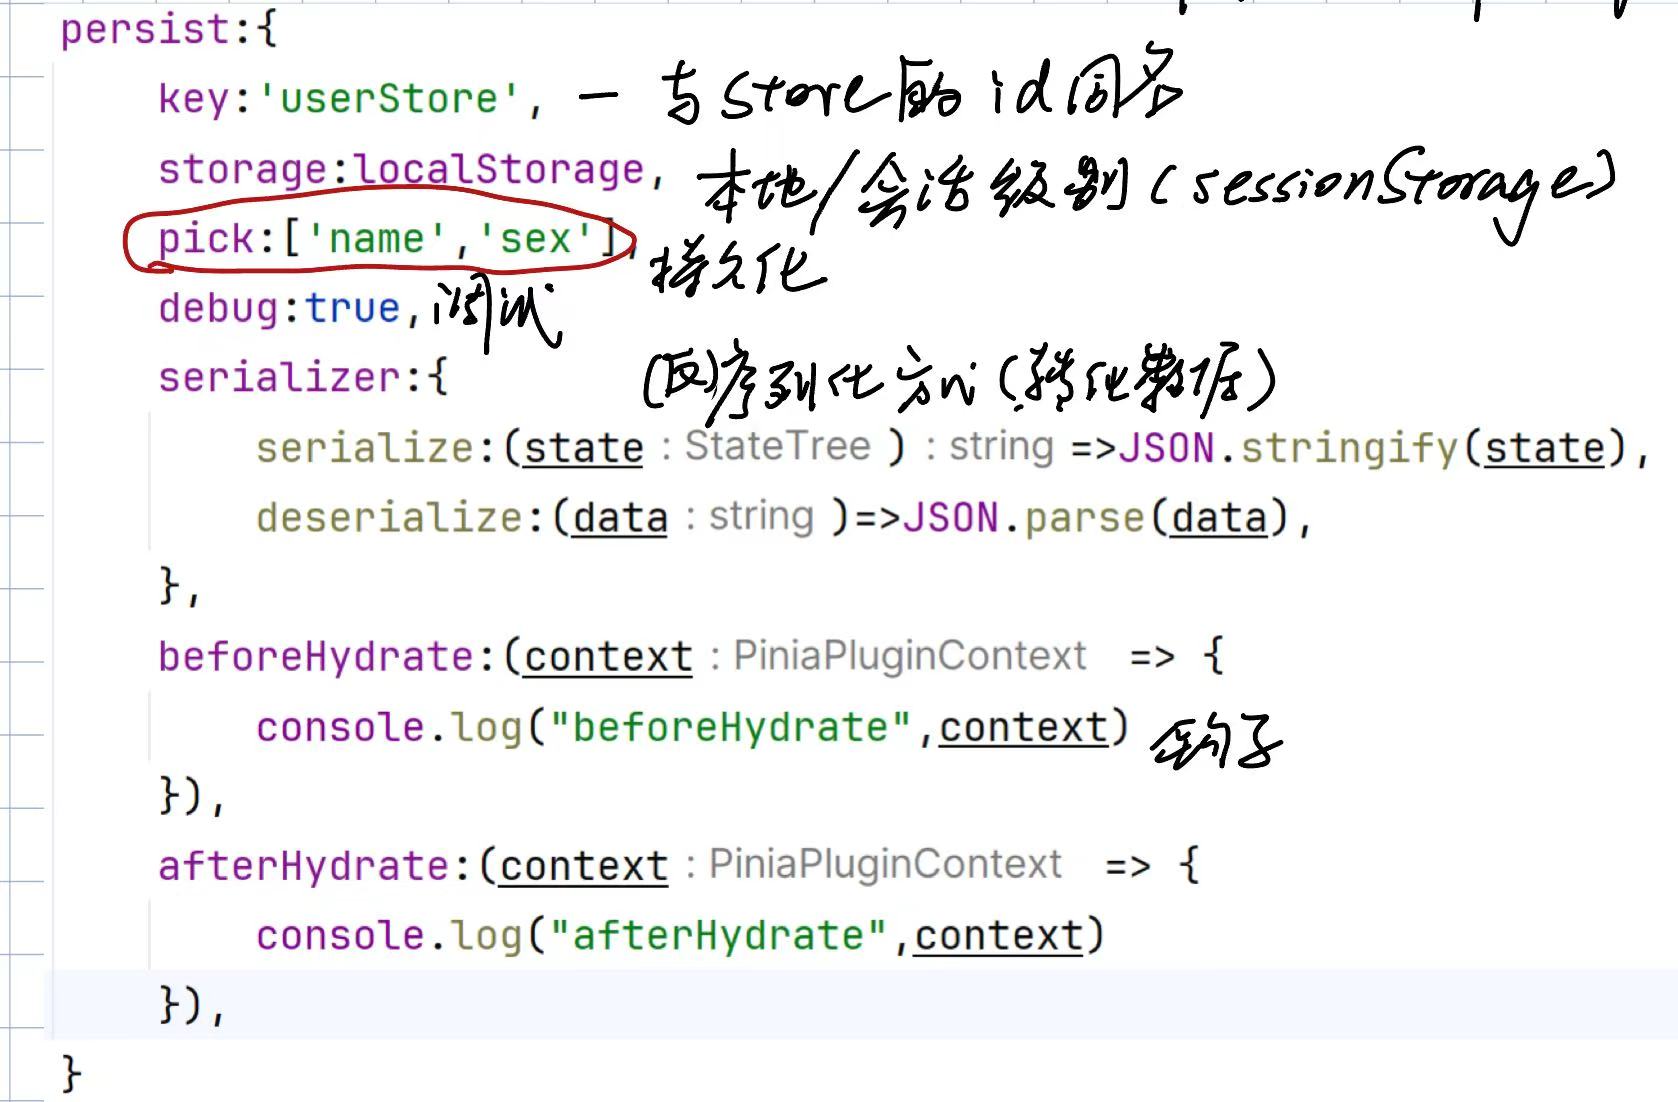 persist:{
key:'userStore', — 与store的id同名
storage:localStorage, 本地/会话级别(sessionStorage)
pick:['name','sex'], 持久化
debug:true,调试
serializer:{ (反)序列化方式(转化数据)
serialize:(state : StateTree ) : string =>JSON.stringify(state),
deserialize:(data : string )=>JSON.parse(data),
},
beforeHydrate:(context : PiniaPluginContext => {
console.log("beforeHydrate",context) 钩子
}),
afterHydrate:(context : PiniaPluginContext => {
console.log("afterHydrate",context)
}),
}